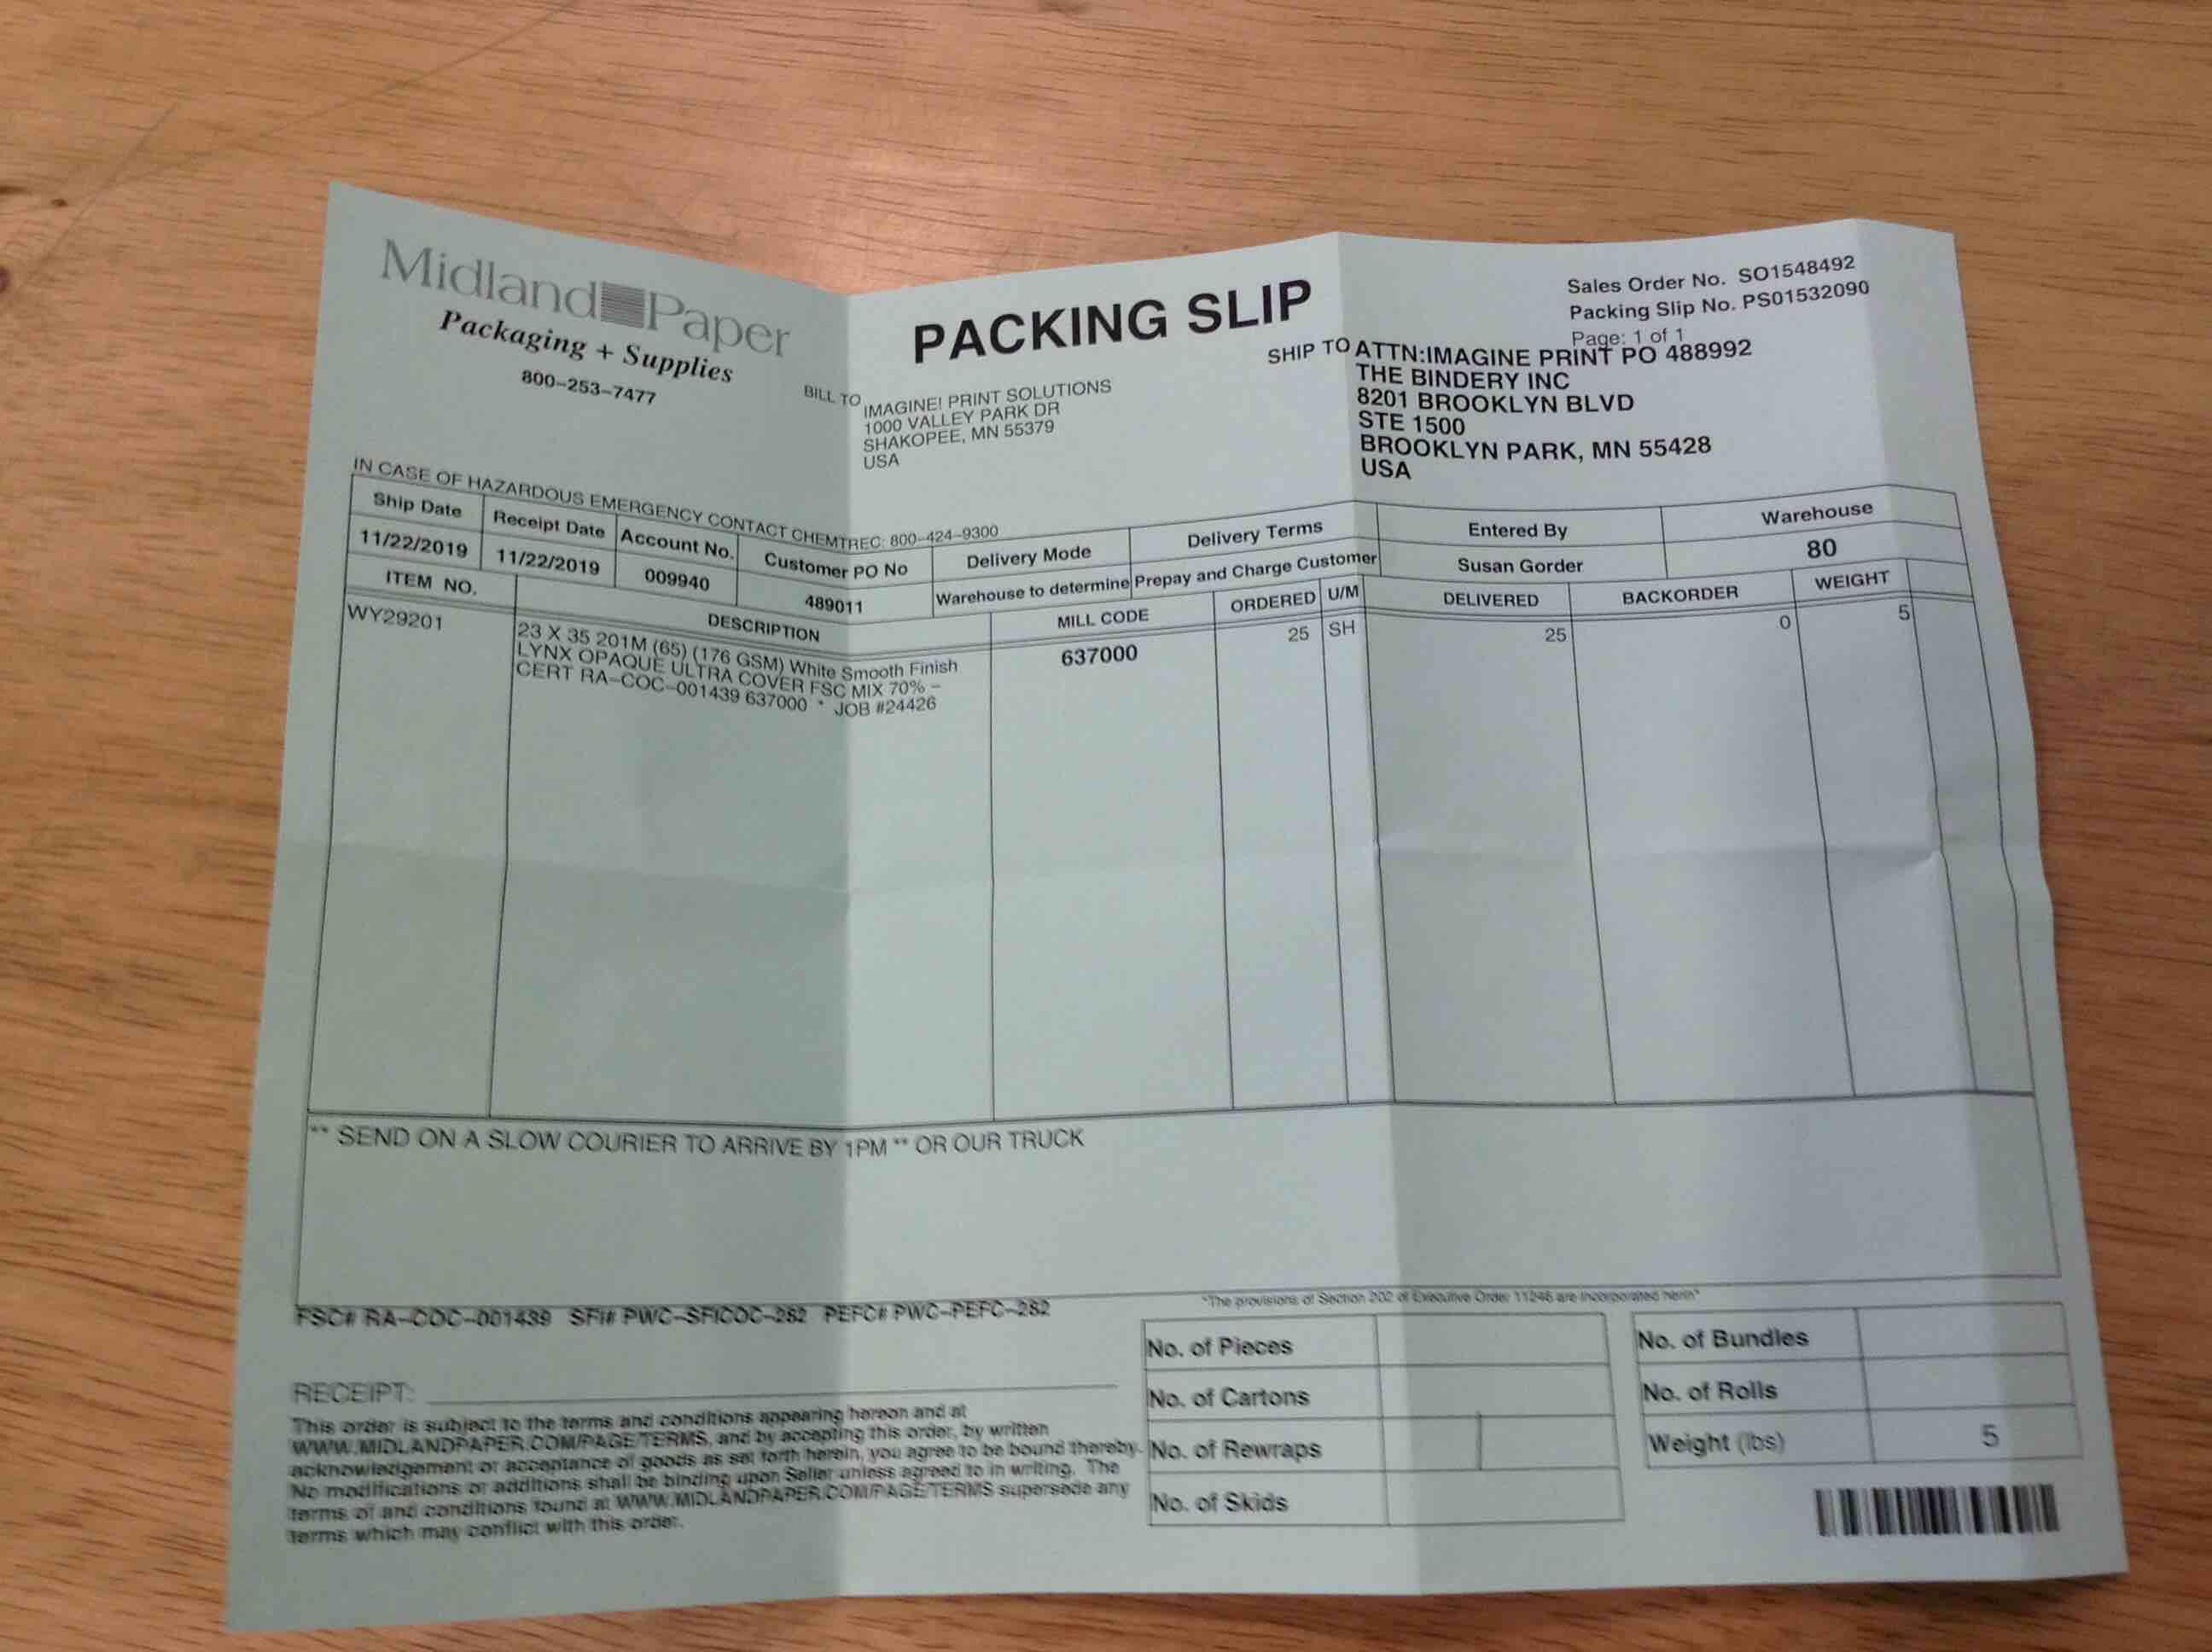 Midland Paper
Packaging + Supplies
800-253-7477
PACKING SLIP
Sales Order No. SO1548492
Packing Slip No. PS01532090
Page: 1 of 1
BILL TO
IMAGINE! PRINT SOLUTIONS
1000 VALLEY PARK DR
SHAKOPEE, MN 55379
USA
SHIP TO
ATTN:IMAGINE PRINT PO 488992
THE BINDERY INC
8201 BROOKLYN BLVD
STE 1500
BROOKLYN PARK, MN 55428
USA
IN CASE OF HAZARDOUS EMERGENCY CONTACT CHEMTREC: 800-424-9300
Ship Date Receipt Date Account No. Customer PO No Delivery Mode Delivery Terms Entered By Warehouse
11/22/2019 11/22/2019 009940 489011 Warehouse to determine Prepay and Charge Customer Susan Gorder 80
ITEM NO. DESCRIPTION MILL CODE ORDERED U/M DELIVERED BACKORDER WEIGHT
WY29201 23 X 35 201M (65) (176 GSM) White Smooth Finish 637000 25 SH 25 0 5
LYNX OPAQUE ULTRA COVER FSC MIX 70% -
CERT RA-COC-001439 637000 * JOB #24426
** SEND ON A SLOW COURIER TO ARRIVE BY 1PM ** OR OUR TRUCK
FSC# RA-COC-001439 SFI# PWC-SFICOC-282 PEFC# PWC-PEFC-282
"The provisions of Section 202 of Executive Order 11246 are incorporated herin"
RECEIPT:
This order is subject to the terms and conditions appearing hereon and at
WWW.MIDLANDPAPER.COM/PAGE/TERMS, and by accepting this order, by written
acknowledgement or acceptance of goods as set forth herein, you agree to be bound thereby.
No modifications or additions shall be binding upon Seller unless agreed to in writing. The
terms of and conditions found at WWW.MIDLANDPAPER.COM/PAGE/TERMS supersede any
terms which may conflict with this order.
No. of Pieces
No. of Cartons
No. of Rewraps
No. of Skids
No. of Bundles
No. of Rolls
Weight (lbs) 5